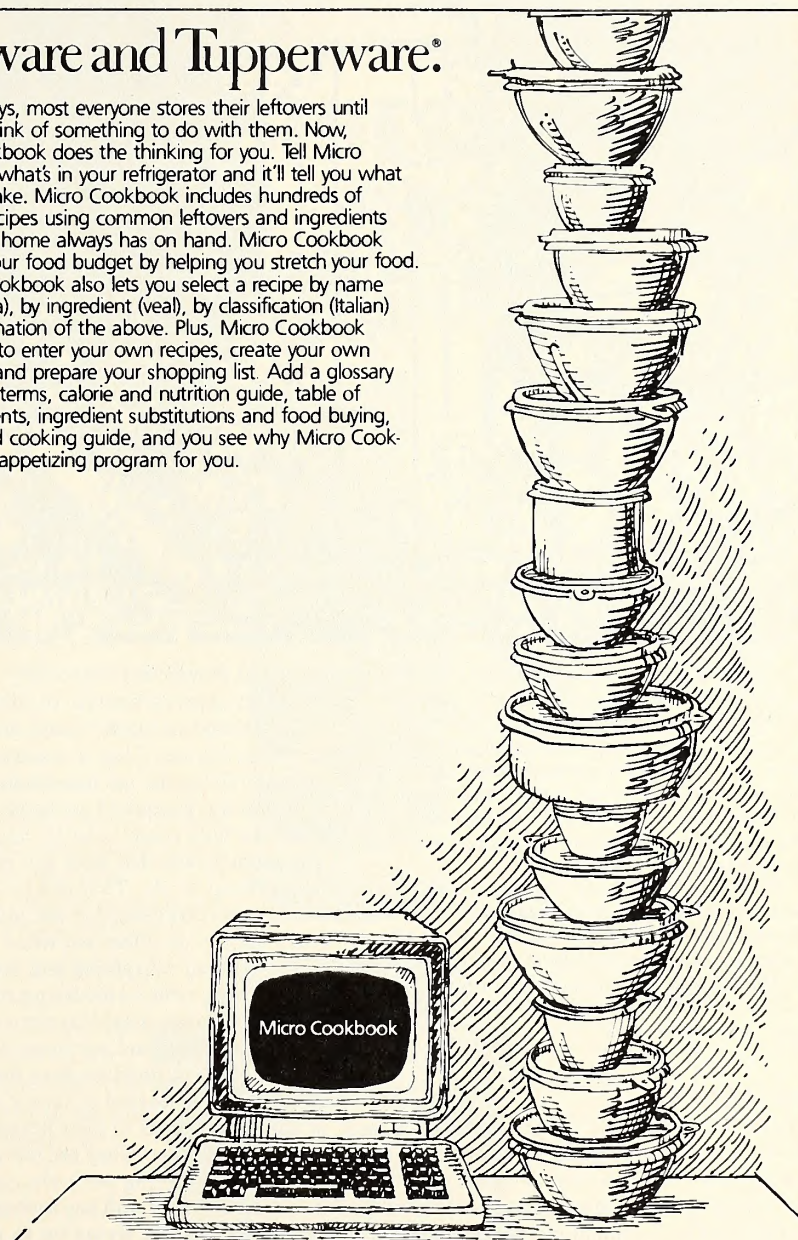 ware and Tupperware.®
ys, most everyone stores their leftovers until
ink of something to do with them. Now,
kbook does the thinking for you. Tell Micro
what's in your refrigerator and it'll tell you what
ke. Micro Cookbook includes hundreds of
cipes using common leftovers and ingredients
home always has on hand. Micro Cookbook
ur food budget by helping you stretch your food.
okbook also lets you select a recipe by name
a), by ingredient (veal), by classification (Italian)
nation of the above. Plus, Micro Cookbook
to enter your own recipes, create your own
and prepare your shopping list. Add a glossary
terms, calorie and nutrition guide, table of
ents, ingredient substitutions and food buying,
d cooking guide, and you see why Micro Cook-
appetizing program for you.
Micro Cookbook